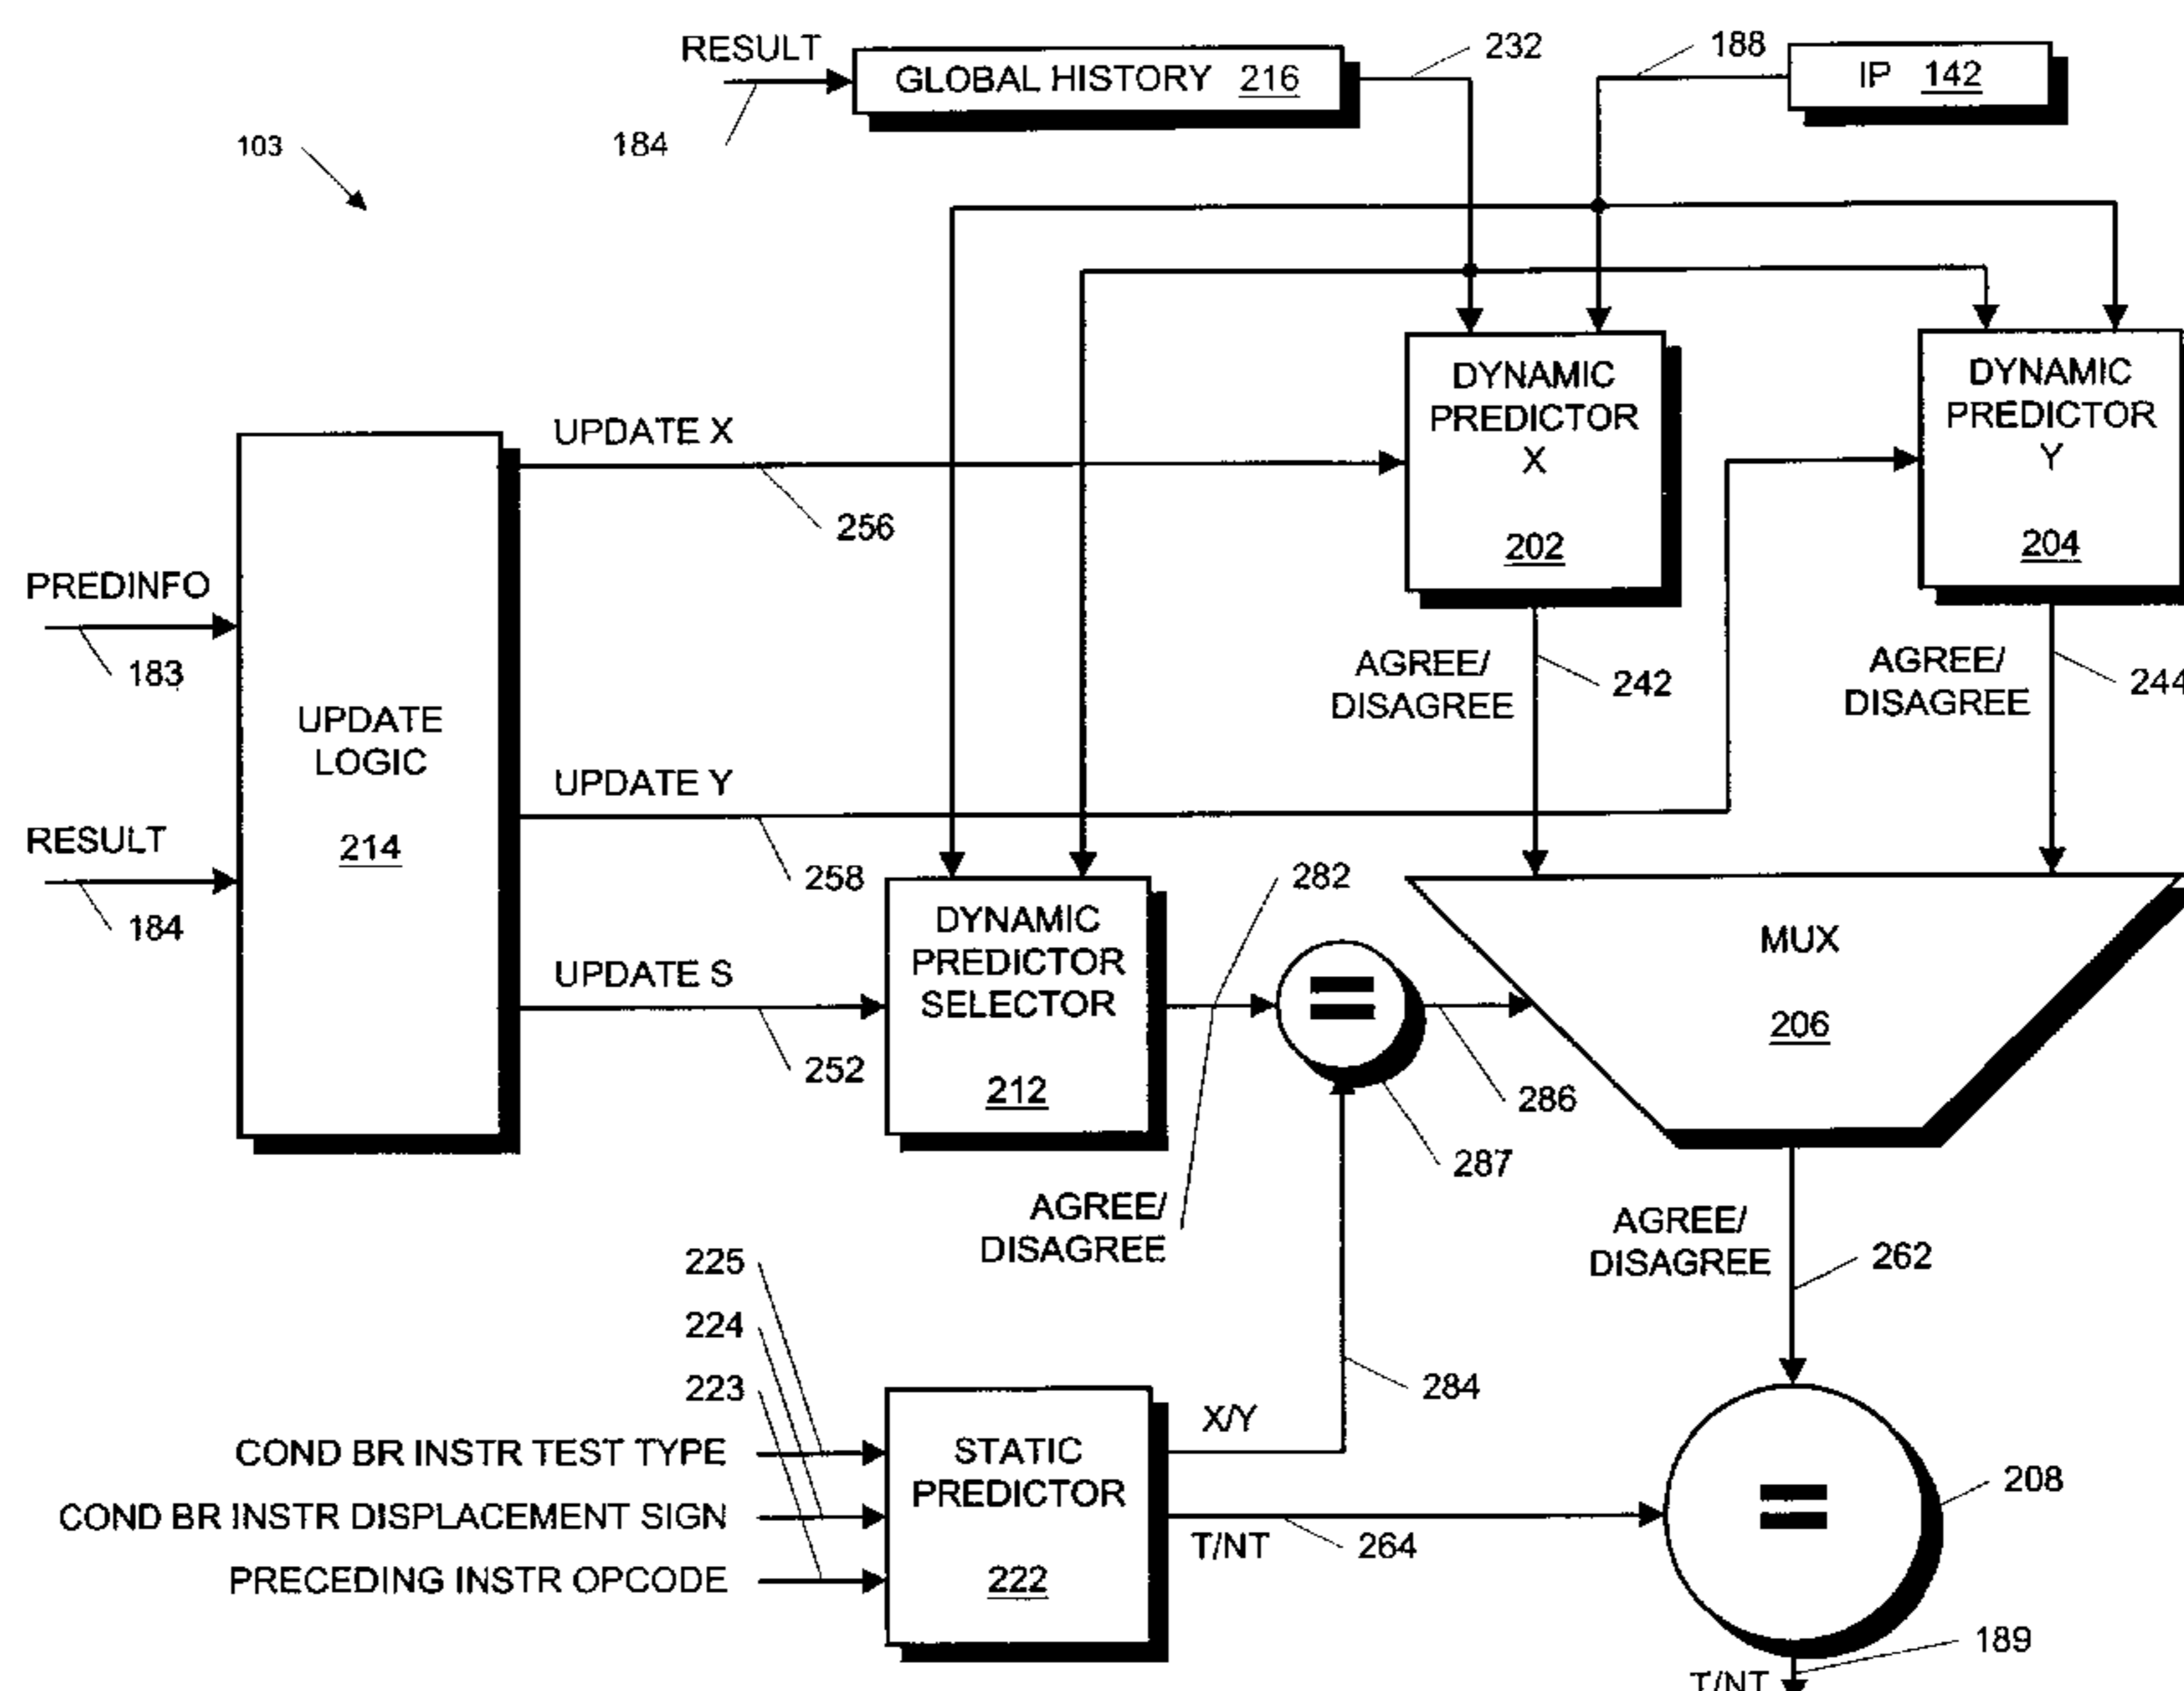 RESULT
GLOBAL HISTORY 216
232
188
IP 142
184
103
DYNAMIC
PREDICTOR
X
202
DYNAMIC
PREDICTOR
Y
204
UPDATE X
256
PREDINFO
183
UPDATE
LOGIC
214
AGREE/
DISAGREE
242
AGREE/
DISAGREE
244
UPDATE Y
258
RESULT
184
UPDATE S
252
DYNAMIC
PREDICTOR
SELECTOR
212
282
=
286
287
MUX
206
AGREE/
DISAGREE
AGREE/
DISAGREE
262
225
224
223
284
X/Y
COND BR INSTR TEST TYPE
COND BR INSTR DISPLACEMENT SIGN
PRECEDING INSTR OPCODE
STATIC
PREDICTOR
222
T/NT
264
=
208
189
T/NT